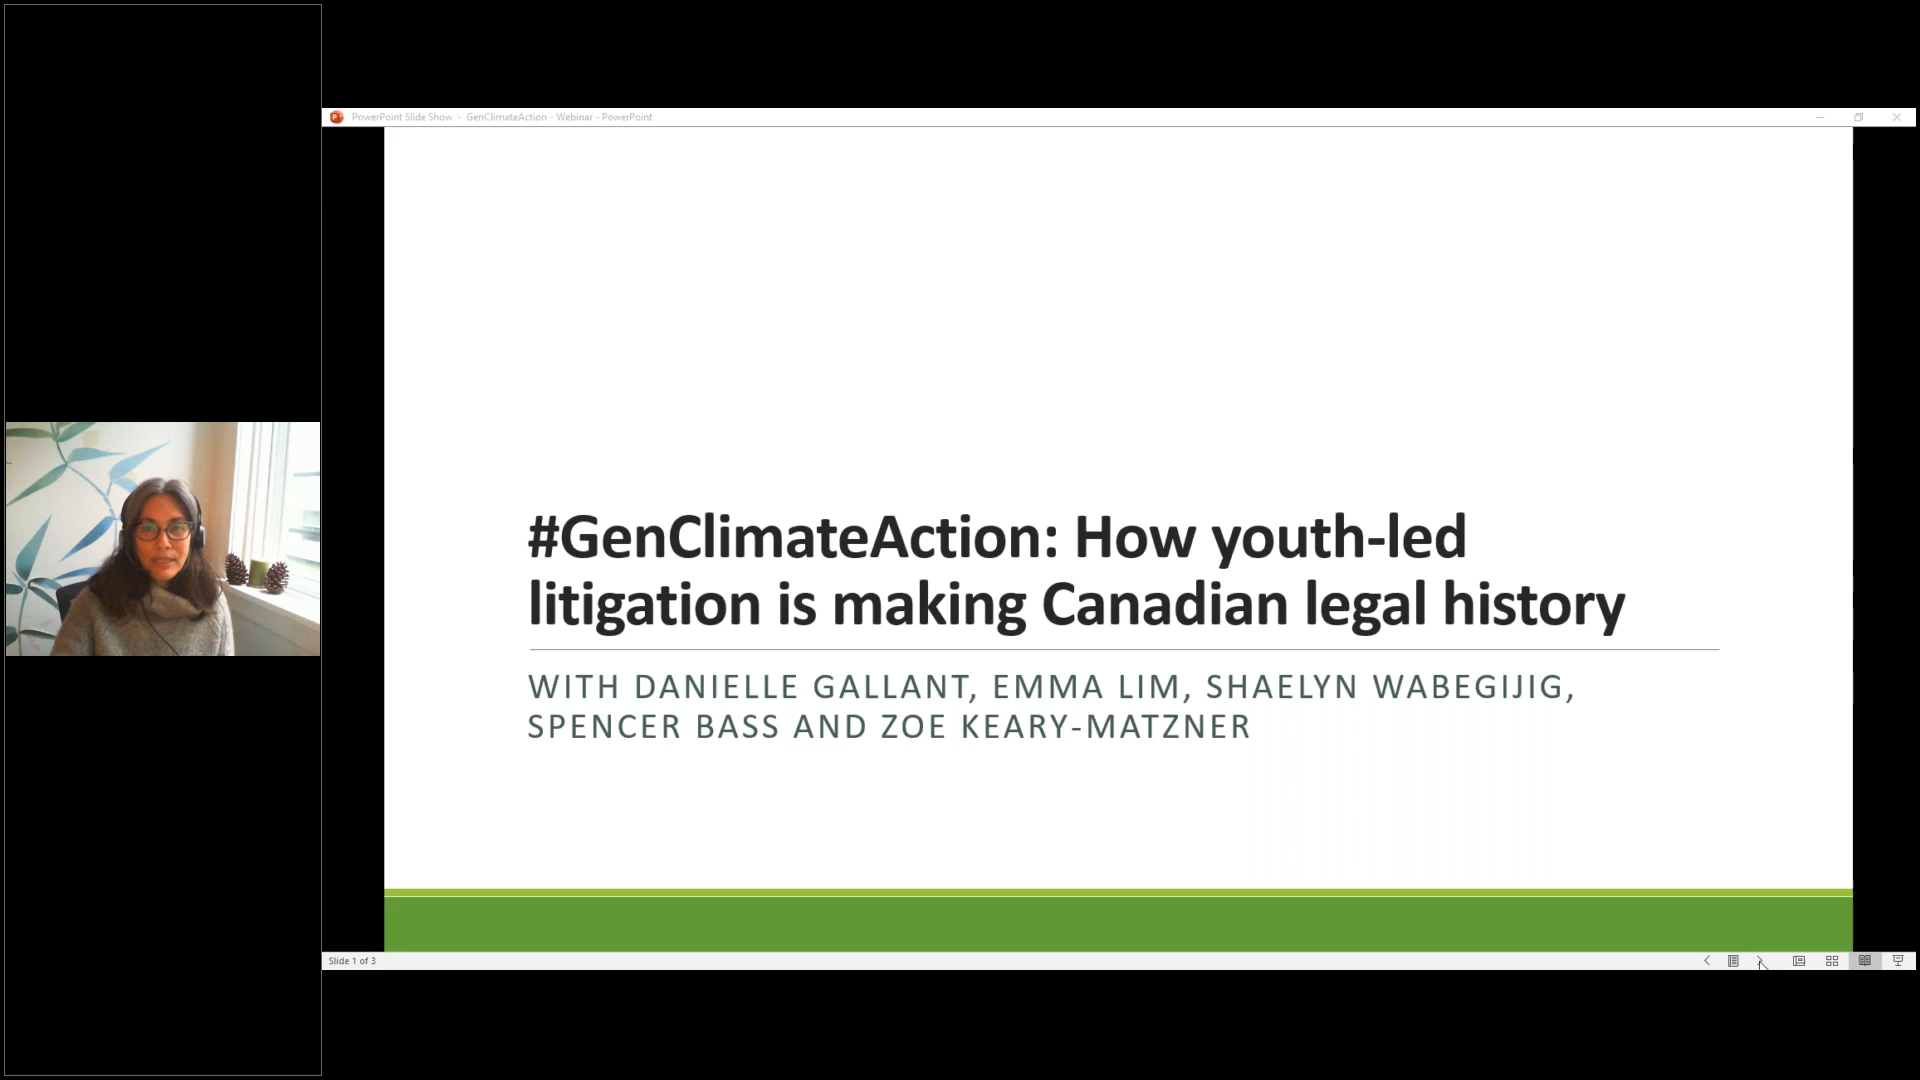 PowerPoint Slide Show - GenClimateAction - Webinar - PowerPoint
#GenClimateAction: How youth-led
litigation is making Canadian legal history
WITH DANIELLE GALLANT, EMMA LIM, SHAELYN WABEGIJIG,
SPENCER BASS AND ZOE KEARY-MATZNER
Slide 1 of 3